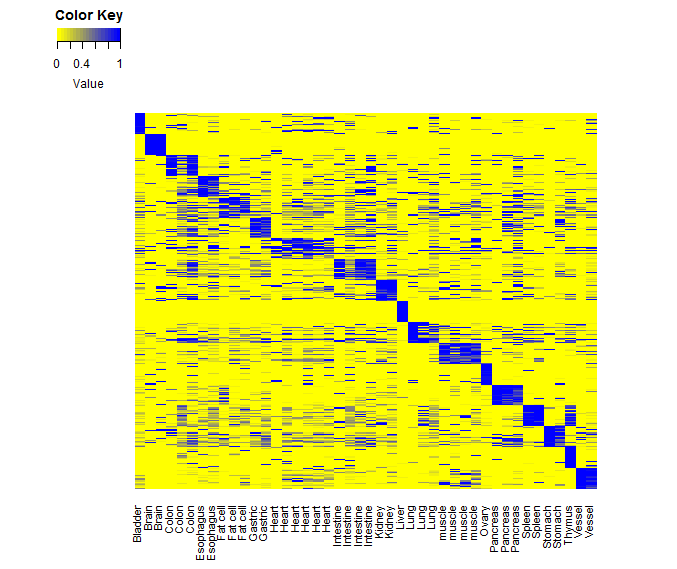 Color Key
0 0.4 1
Value
Bladder
Brain
Brain
Colon
Colon
Colon
Esophagus
Esophagus
Fat cell
Fat cell
Fat cell
Gastric
Gastric
Heart
Heart
Heart
Heart
Heart
Heart
Intestine
Intestine
Intestine
Intestine
Kidney
Kidney
Liver
Lung
Lung
Lung
muscle
muscle
muscle
muscle
Ovary
Pancreas
Pancreas
Pancreas
Spleen
Spleen
Stomach
Stomach
Thymus
Vessel
Vessel